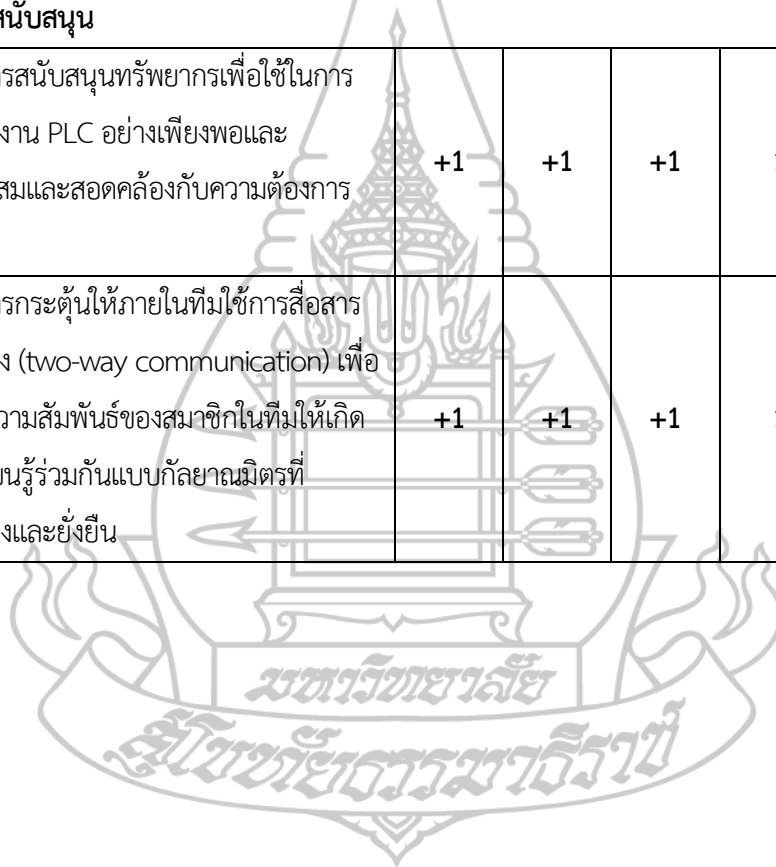 สนับสนุน
รสนับสนุนทรัพยากรเพื่อใช้ในการ
งาน PLC อย่างเพียงพอและ
สมและสอดคล้องกับความต้องการ
+1 +1 +1
รกระตุ้นให้ภายในทีมใช้การสื่อสาร
ง (two-way communication) เพื่อ
วามสัมพันธ์ของสมาชิกในทีมให้เกิด
ยนรู้ร่วมกันแบบกัลยาณมิตรที่
งและยั่งยืน
+1 +1 +1
มหาวิทยาลัย
สุโขทัยธรรมาธิราช